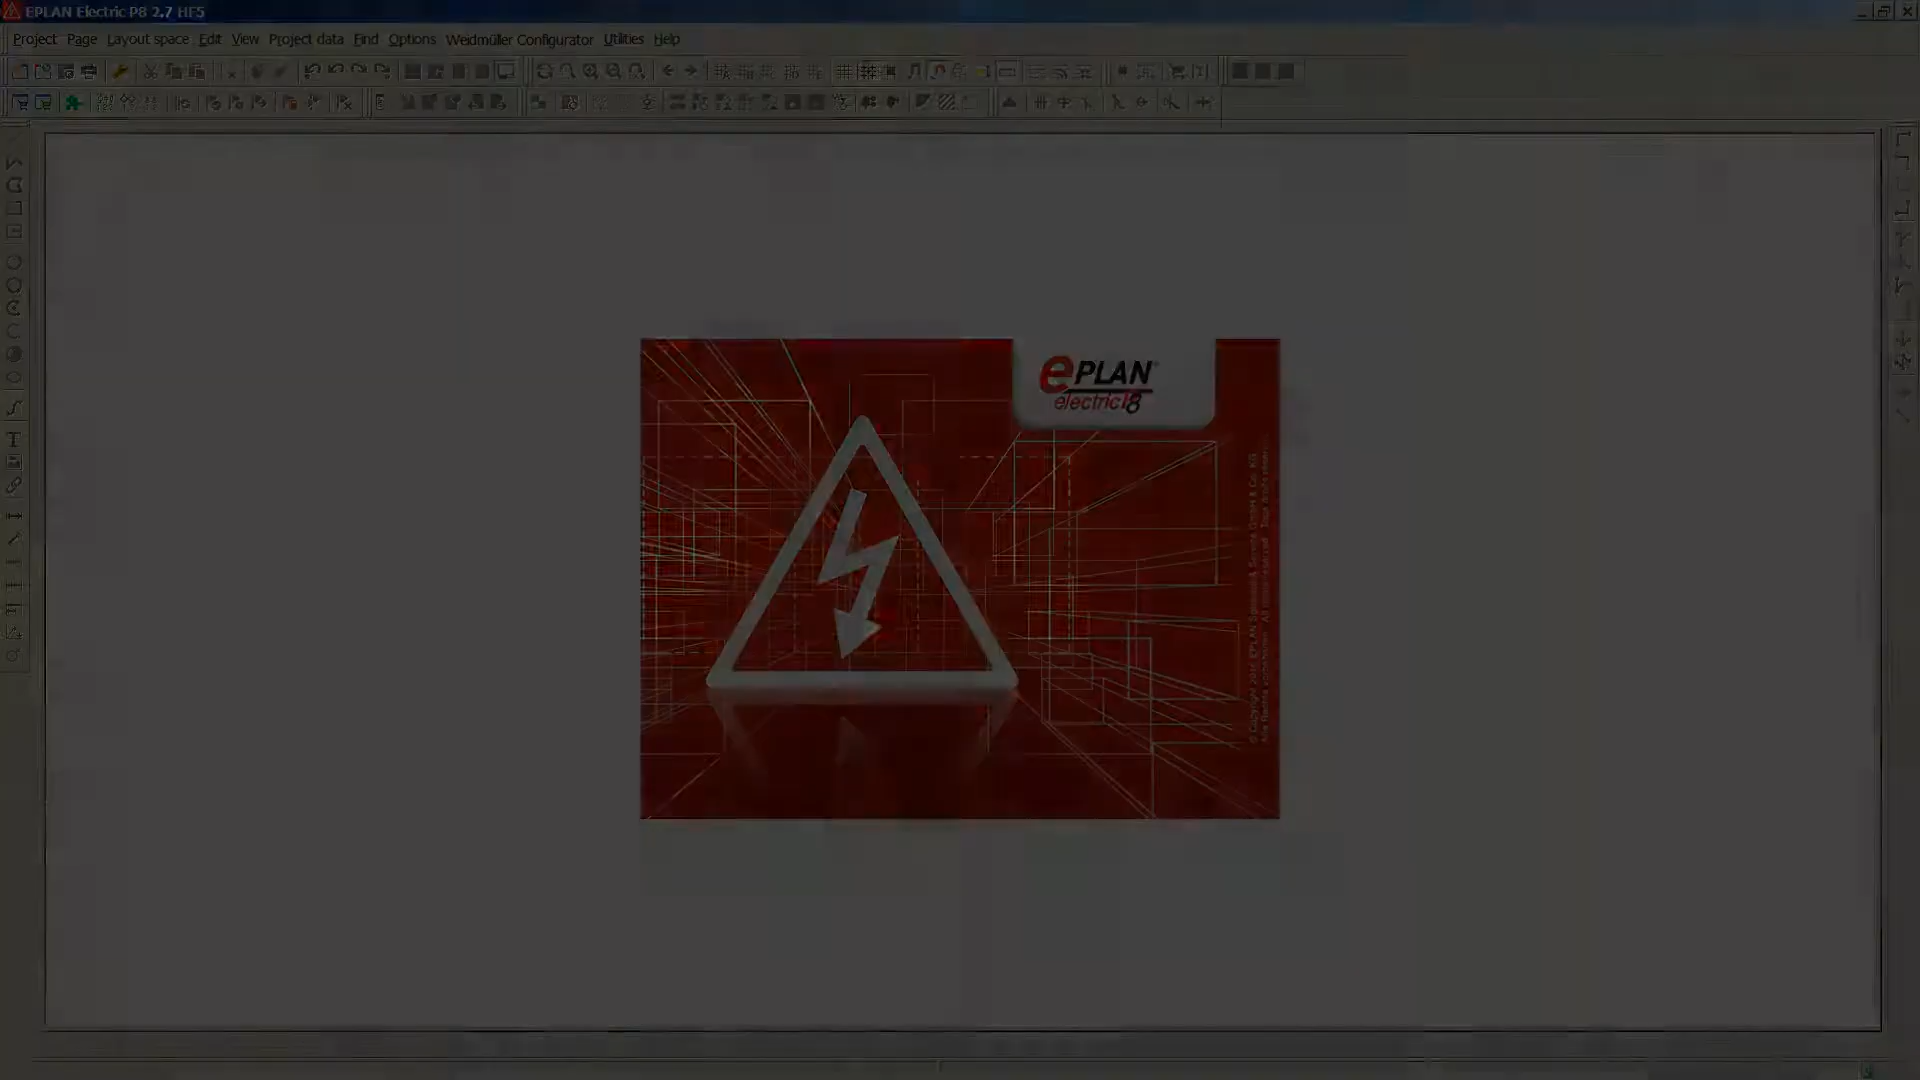 EPLAN Electric P8 2.7 HF5
Project Page Layout space Edit View Project data Find Options Weidmüller Configurator Utilities Help
ePLAN
electric P8